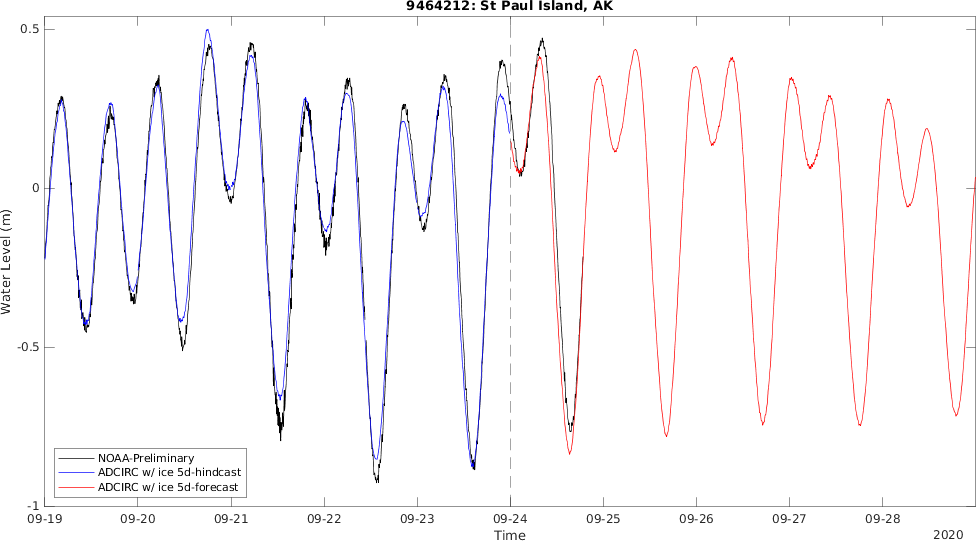 9464212: St Paul Island, AK
Water Level (m)
0.5
0
-0.5
-1
NOAA-Preliminary
ADCIRC w/ ice 5d-hindcast
ADCIRC w/ ice 5d-forecast
09-19 09-20 09-21 09-22 09-23 09-24 09-25 09-26 09-27 09-28
Time
2020